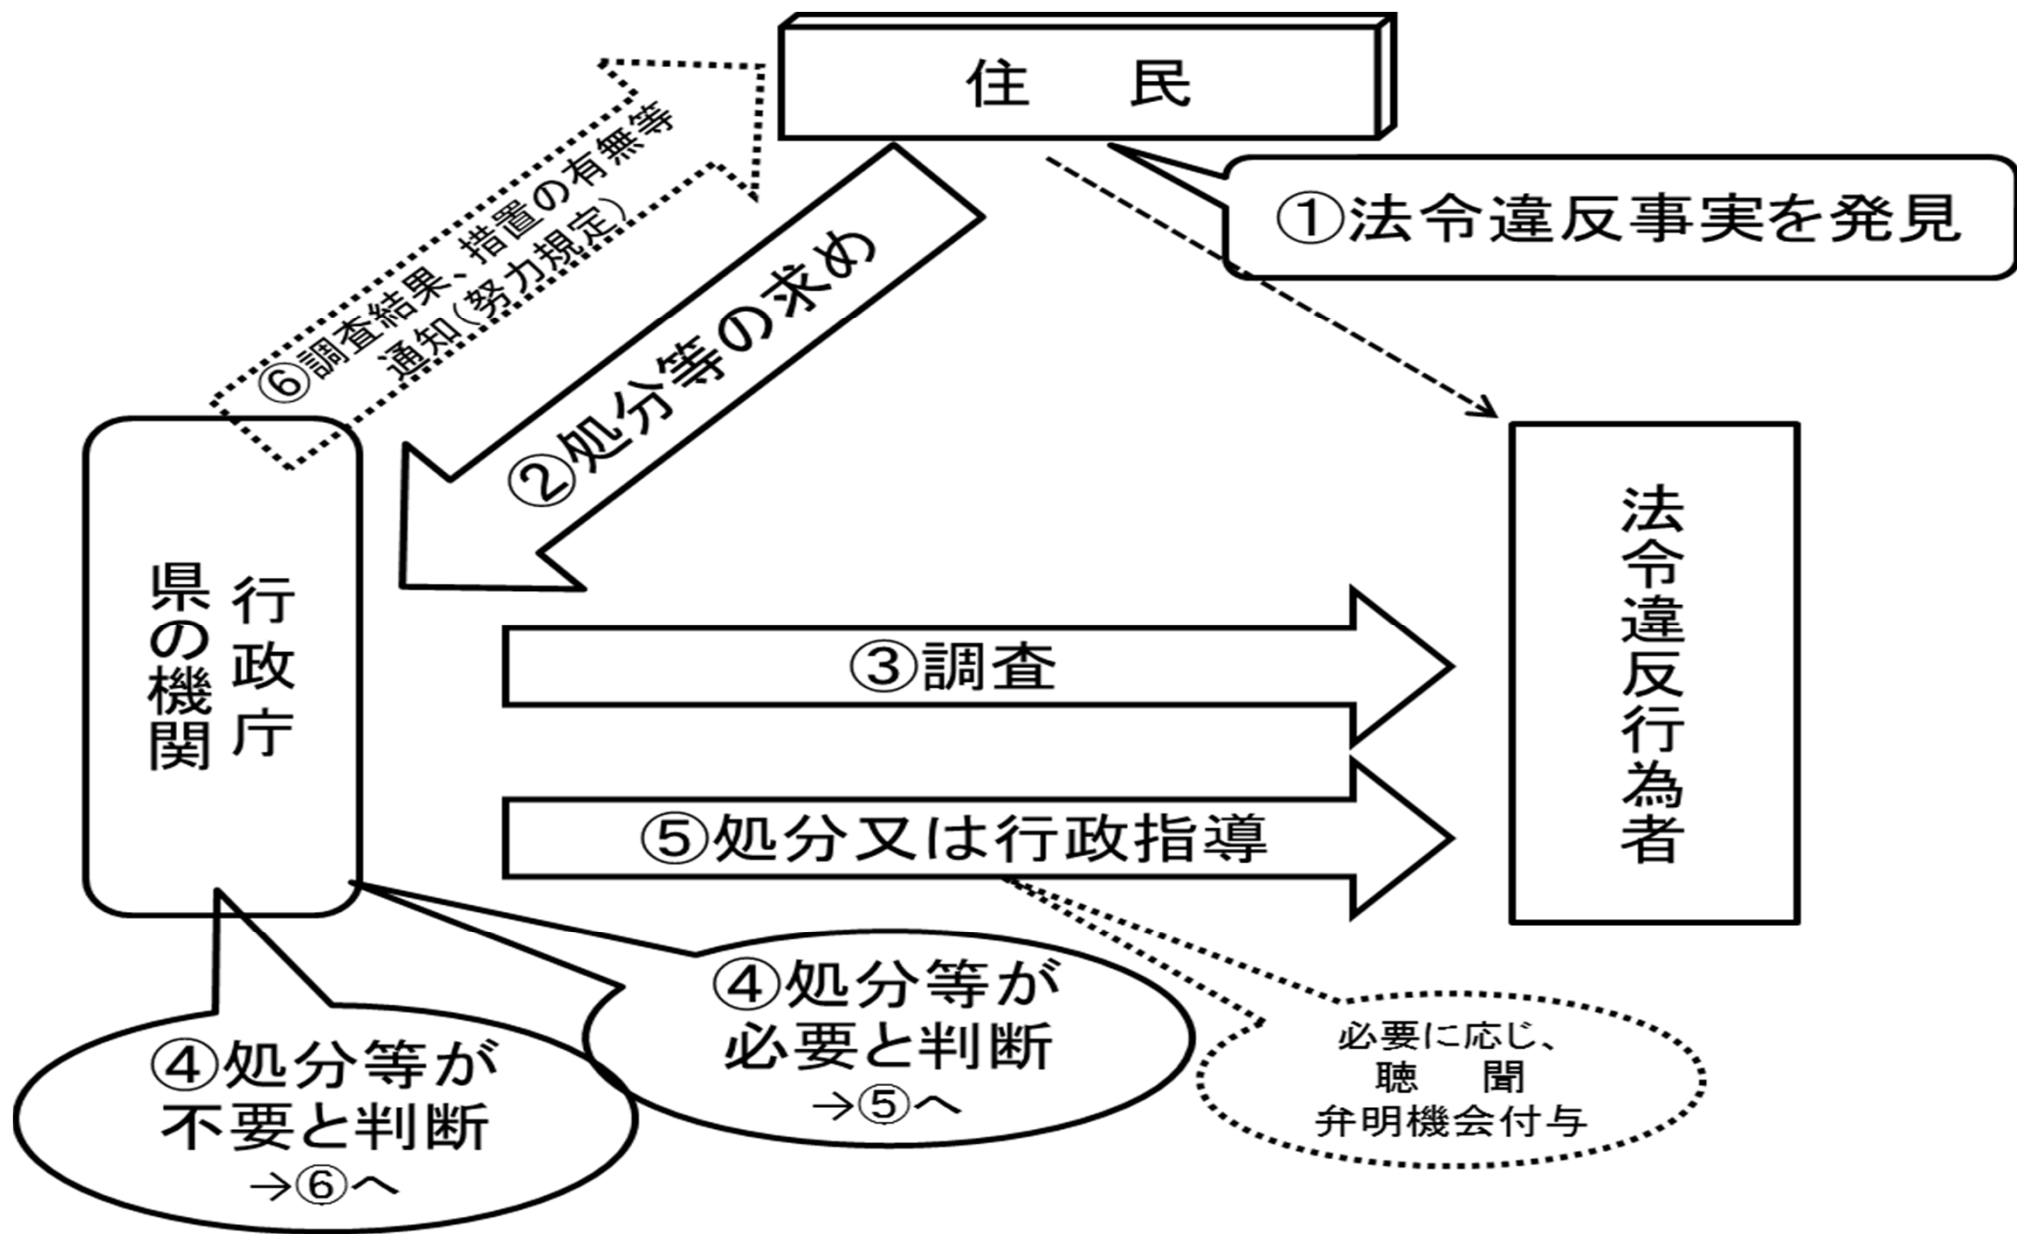 住　民
①法令違反事実を発見
⑥調査結果、措置の有無等
通知（努力規定）
②処分等の求め
行政庁
県の機関
法令違反行為者
③調査
⑤処分又は行政指導
④処分等が
必要と判断
→⑤へ
④処分等が
不要と判断
→⑥へ
必要に応じ、
聴　聞
弁明機会付与